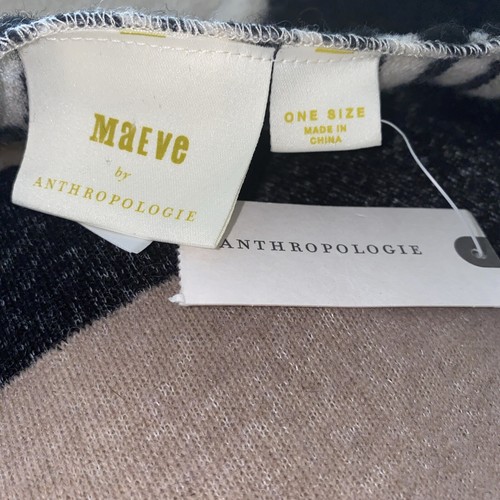 MaEve
by
ANTHROPOLOGIE
ONE SIZE
MADE IN
CHINA
ANTHROPOLOGIE